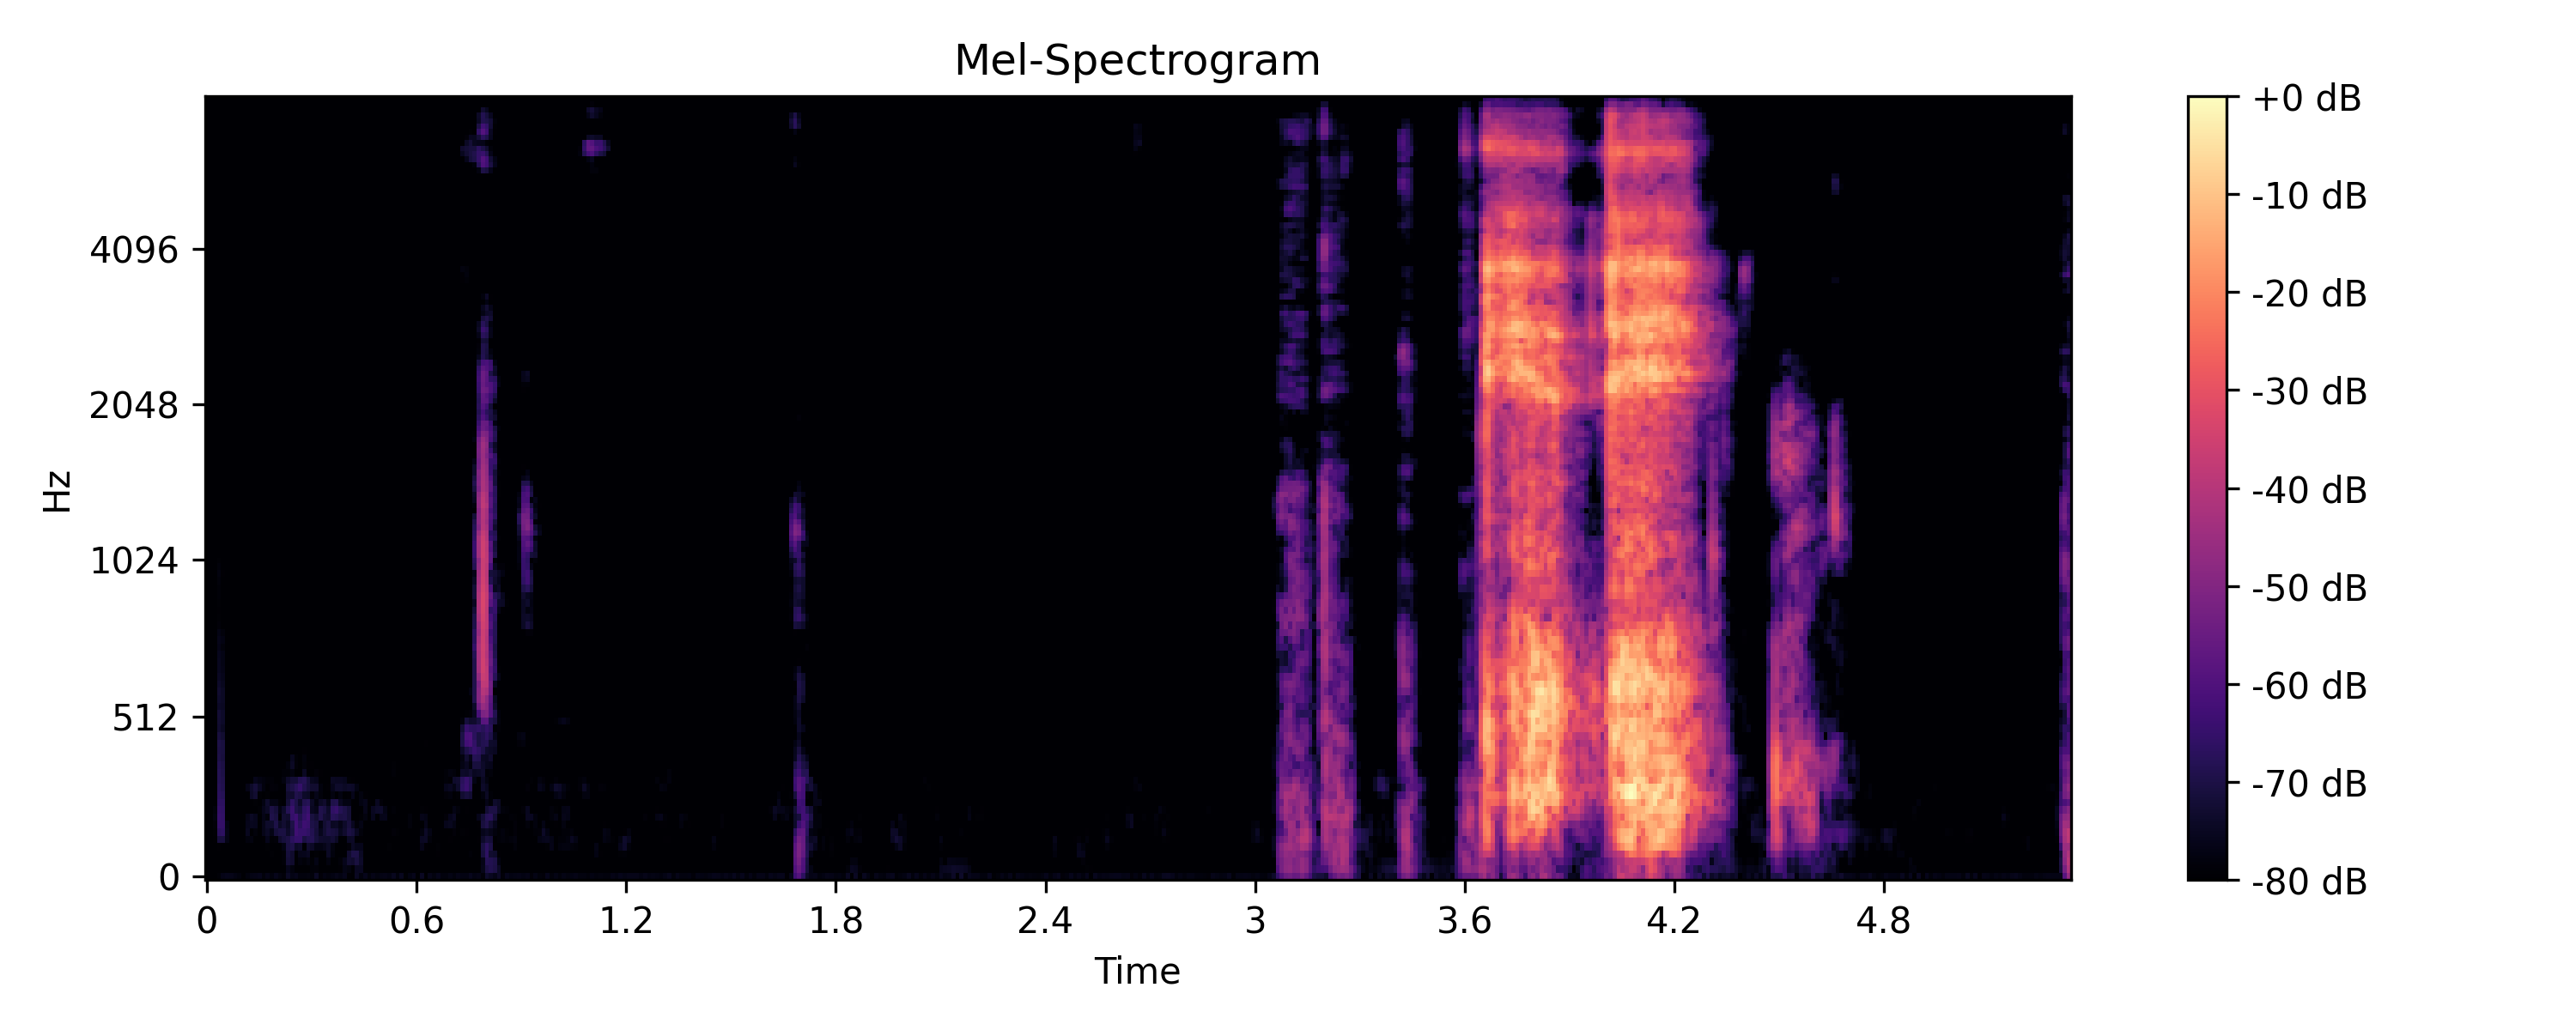 Mel-Spectrogram
+0 dB
-10 dB
-20 dB
-30 dB
-40 dB
-50 dB
-60 dB
-70 dB
-80 dB
Hz
4096
2048
1024
512
0
0 0.6 1.2 1.8 2.4 3 3.6 4.2 4.8
Time